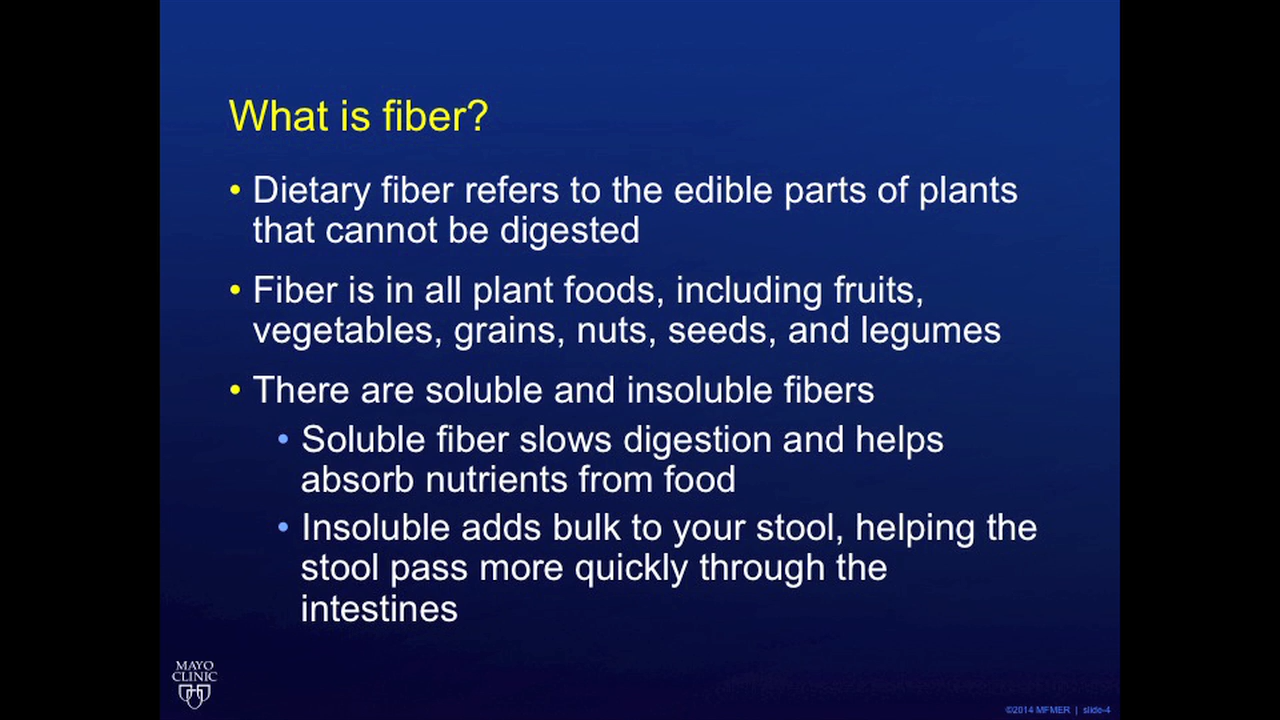 What is fiber?
• Dietary fiber refers to the edible parts of plants
that cannot be digested
• Fiber is in all plant foods, including fruits,
vegetables, grains, nuts, seeds, and legumes
• There are soluble and insoluble fibers
• Soluble fiber slows digestion and helps
absorb nutrients from food
• Insoluble adds bulk to your stool, helping the
stool pass more quickly through the
intestines
MAYO
CLINIC
©2014 MFMER | slide-4